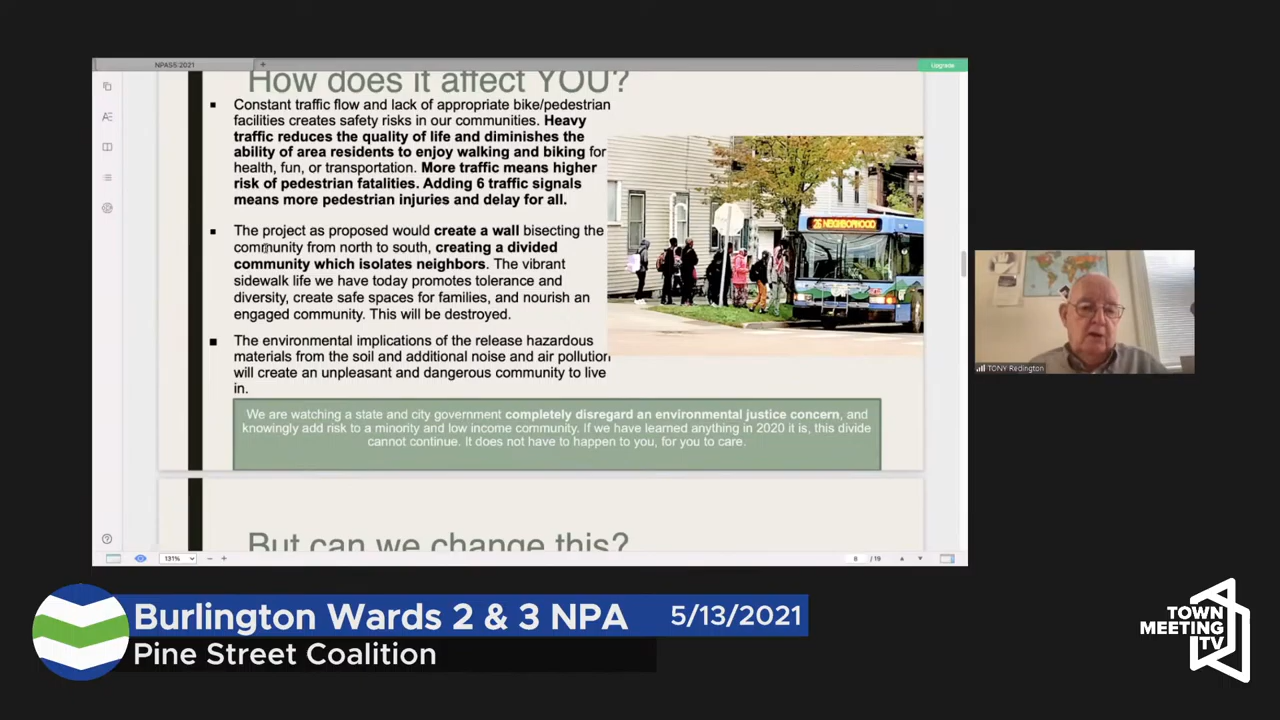 NPAS/5 2021
+
Upgrade
How does it affect YOU?
▪ Constant traffic flow and lack of appropriate bike/pedestrian
facilities creates safety risks in our communities. Heavy
traffic reduces the quality of life and diminishes the
ability of area residents to enjoy walking and biking for
health, fun, or transportation. More traffic means higher
risk of pedestrian fatalities. Adding 6 traffic signals
means more pedestrian injuries and delay for all.
▪ The project as proposed would create a wall bisecting the
community from north to south, creating a divided
community which isolates neighbors. The vibrant
sidewalk life we have today promotes tolerance and
diversity, create safe spaces for families, and nourish an
engaged community. This will be destroyed.
▪ The environmental implications of the release hazardous
materials from the soil and additional noise and air pollution
will create an unpleasant and dangerous community to live
in.
26 NEIGHBORHOOD
We are watching a state and city government completely disregard an environmental justice concern, and
knowingly add risk to a minority and low income community. If we have learned anything in 2020 it is, this divide
cannot continue. It does not have to happen to you, for you to care.
But can we change this?
131%
8 / 19
TONY Redington
Burlington Wards 2 & 3 NPA 5/13/2021
Pine Street Coalition
TOWN
MEETING
TV